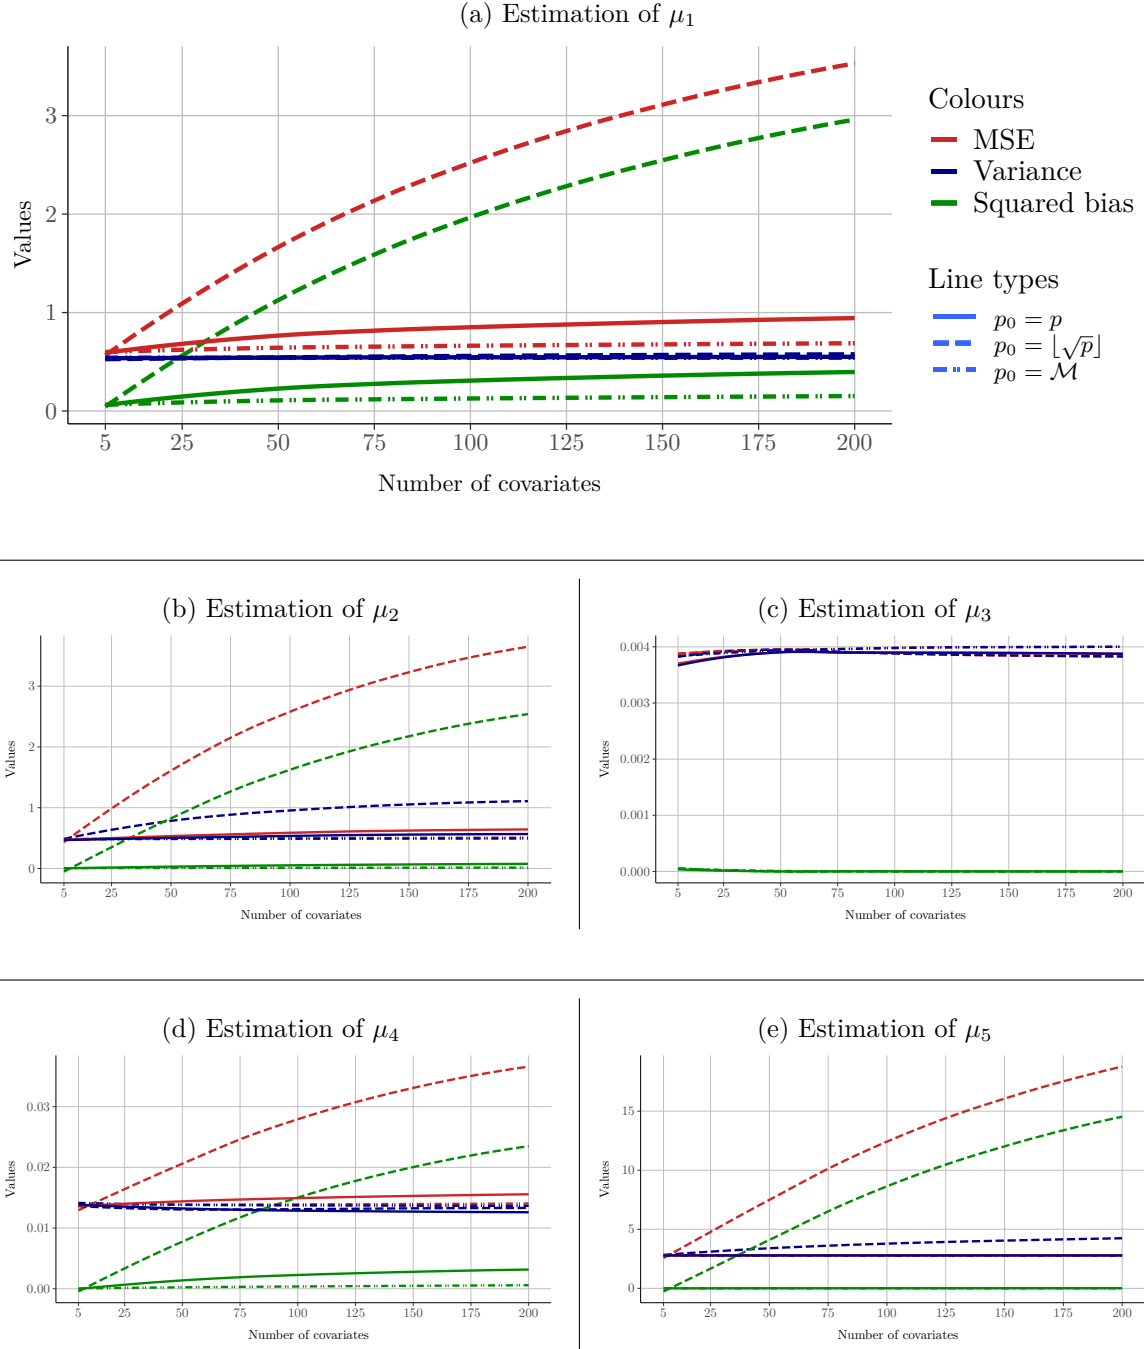 (a) Estimation of μ₁
Values
3
2
1
0
5 25 50 75 100 125 150 175 200
Number of covariates
Colours
MSE
Variance
Squared bias
Line types
p₀ = p
p₀ = ⌊√p⌋
p₀ = ℳ
(b) Estimation of μ₂
Values
3
2
1
0
5 25 50 75 100 125 150 175 200
Number of covariates
(c) Estimation of μ₃
Values
0.004
0.003
0.002
0.001
0.000
5 25 50 75 100 125 150 175 200
Number of covariates
(d) Estimation of μ₄
Values
0.03
0.02
0.01
0.00
5 25 50 75 100 125 150 175 200
Number of covariates
(e) Estimation of μ₅
Values
15
10
5
0
5 25 50 75 100 125 150 175 200
Number of covariates